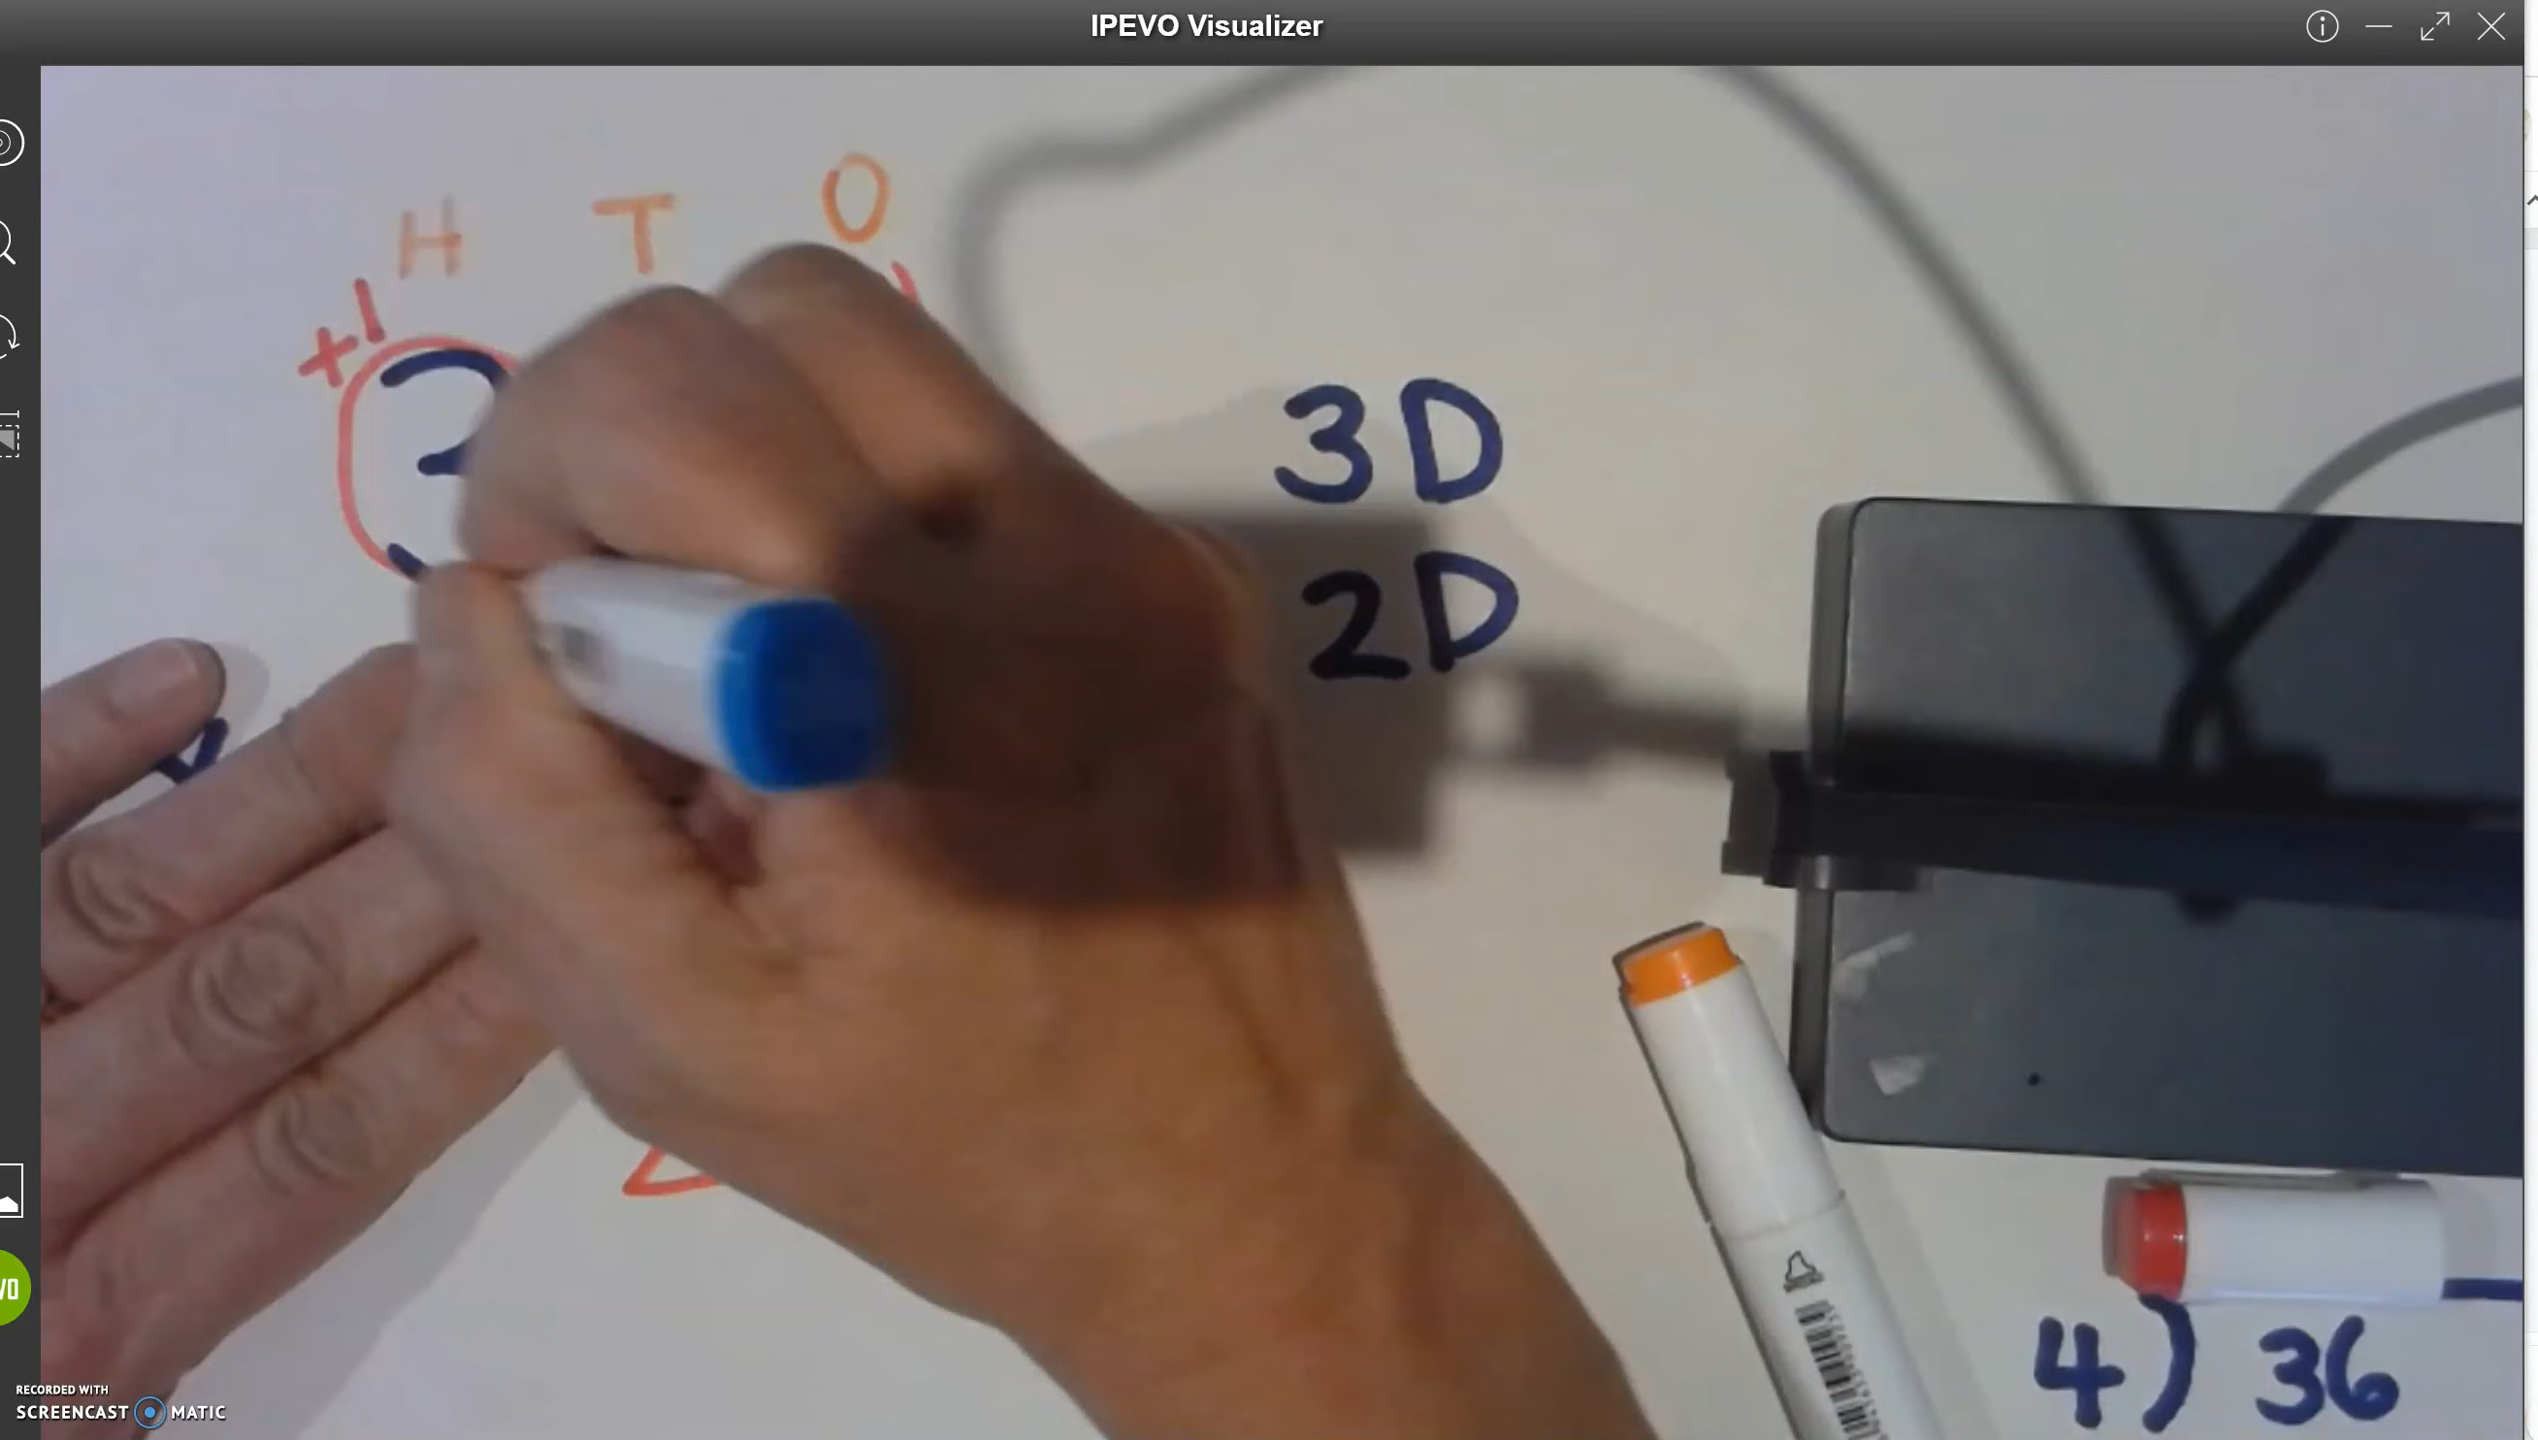 IPEVO Visualizer
H T O
+1
3D
2D
4) 36
RECORDED WITH
SCREENCAST MATIC